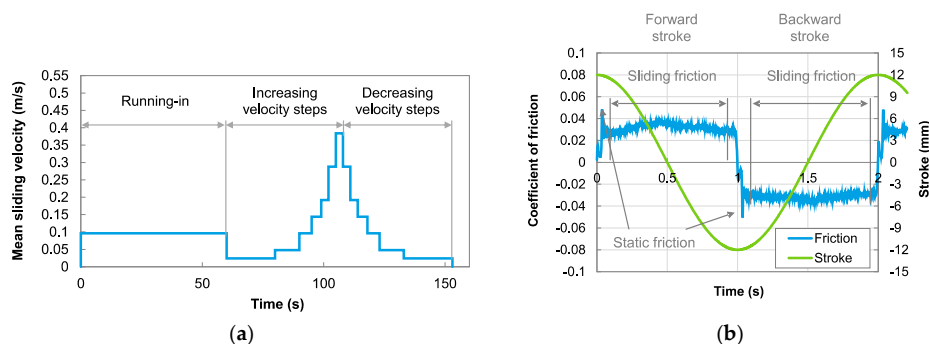 Mean sliding velocity (m/s)
0.55
0.5
0.45
0.4
0.35
0.3
0.25
0.2
0.15
0.1
0.05
0
Running-in
Increasing
velocity steps
Decreasing
velocity steps
0
50
100
150
Time (s)
(a)
Forward
stroke
Backward
stroke
Coefficient of friction
0.1
0.08
0.06
0.04
0.02
0
-0.02
-0.04
-0.06
-0.08
-0.1
Sliding friction
Sliding friction
0
0.5
1
1.5
2
Static friction
Friction
Stroke
15
12
9
6
3
0
-3
-6
-9
-12
-15
Stroke (mm)
Time (s)
(b)